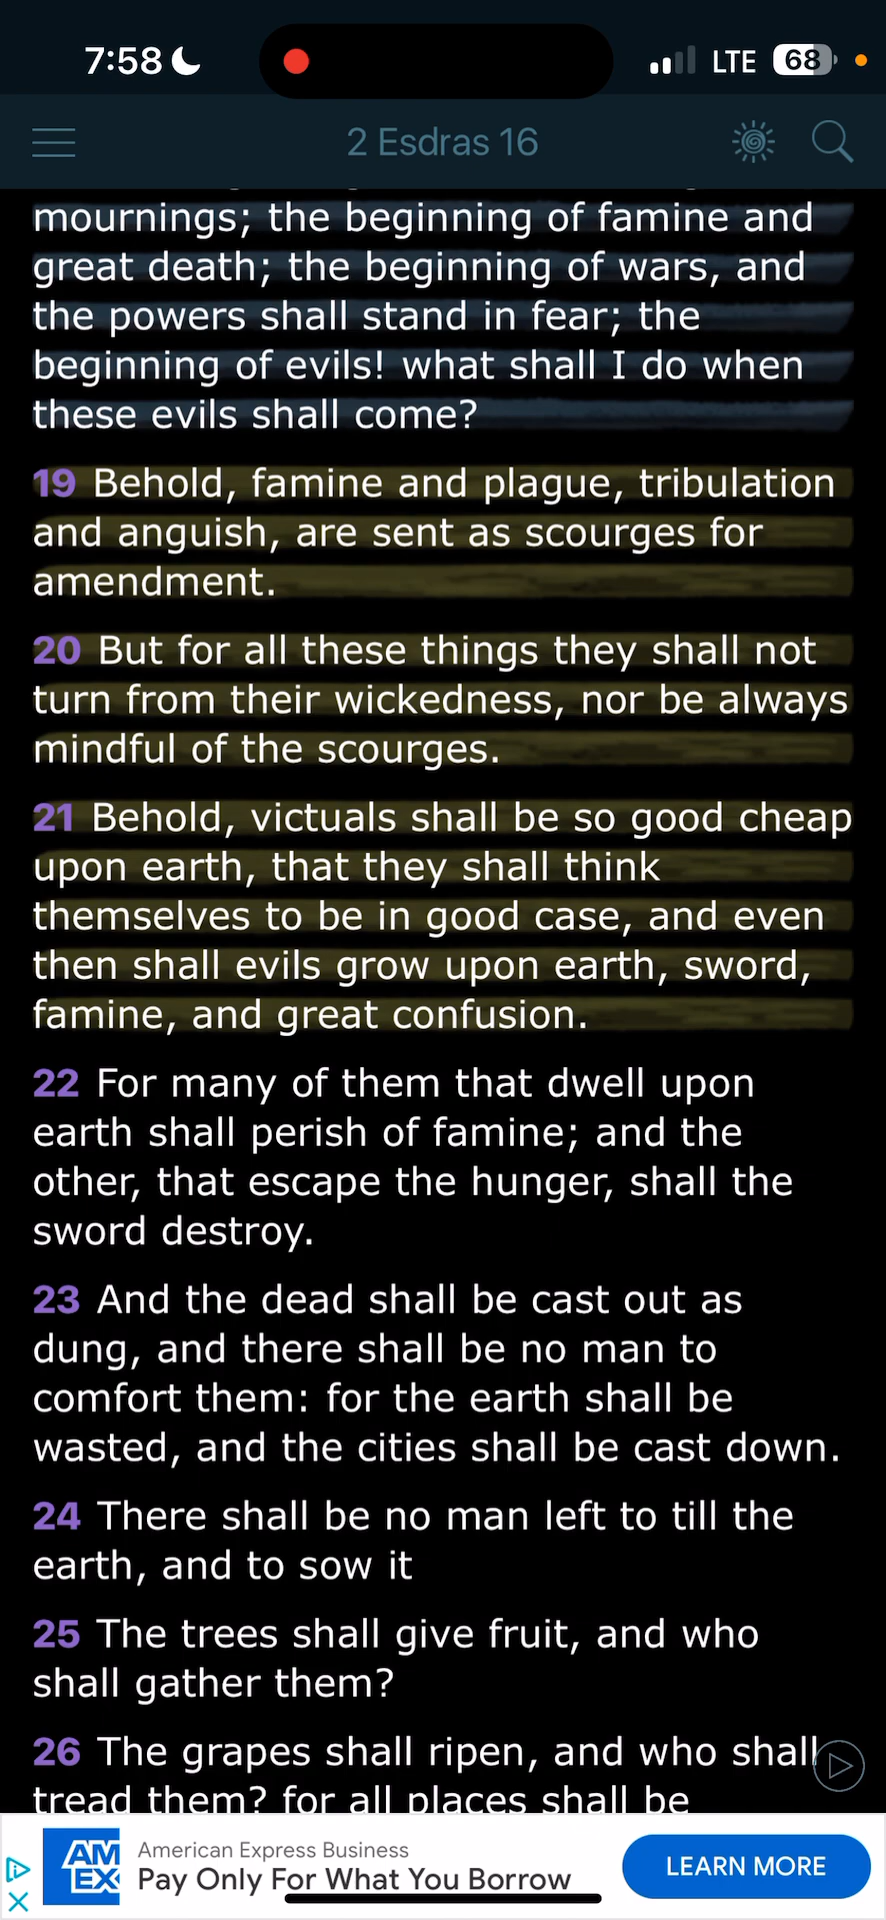 7:58
LTE
68
2 Esdras 16
mournings; the beginning of famine and
great death; the beginning of wars, and
the powers shall stand in fear; the
beginning of evils! what shall I do when
these evils shall come?
19 Behold, famine and plague, tribulation
and anguish, are sent as scourges for
amendment.
20 But for all these things they shall not
turn from their wickedness, nor be always
mindful of the scourges.
21 Behold, victuals shall be so good cheap
upon earth, that they shall think
themselves to be in good case, and even
then shall evils grow upon earth, sword,
famine, and great confusion.
22 For many of them that dwell upon
earth shall perish of famine; and the
other, that escape the hunger, shall the
sword destroy.
23 And the dead shall be cast out as
dung, and there shall be no man to
comfort them: for the earth shall be
wasted, and the cities shall be cast down.
24 There shall be no man left to till the
earth, and to sow it
25 The trees shall give fruit, and who
shall gather them?
26 The grapes shall ripen, and who shall
tread them? for all places shall be
AM
EX
American Express Business
Pay Only For What You Borrow
LEARN MORE